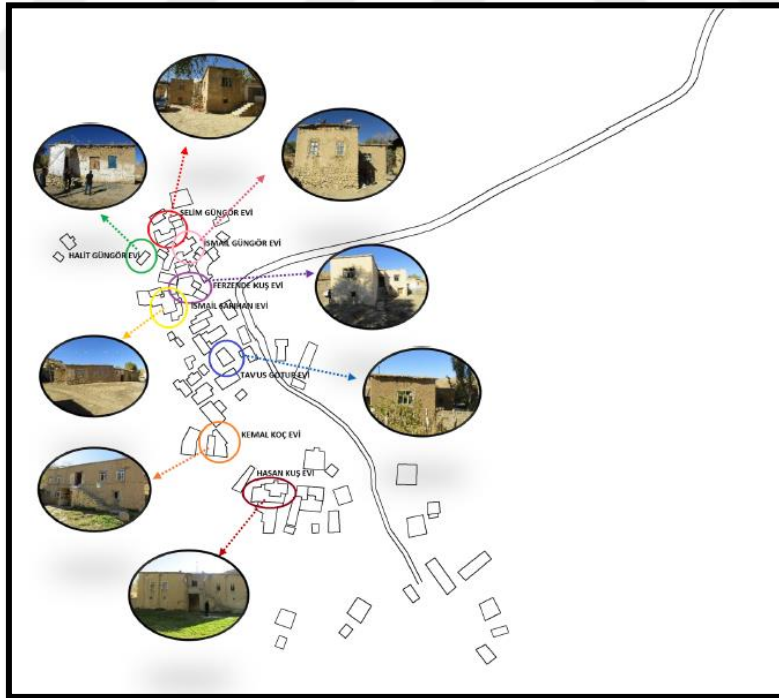 SELİM GÜNGÖR EVİ
İSMAİL GÜNGÖR EVİ
HALİT GÜNGÖR EVİ
FERZENDE KUŞ EVİ
İSMAİL SARIHAN EVİ
TAVUS GOTUR EVİ
KEMAL KOÇ EVİ
HASAN KUŞ EVİ